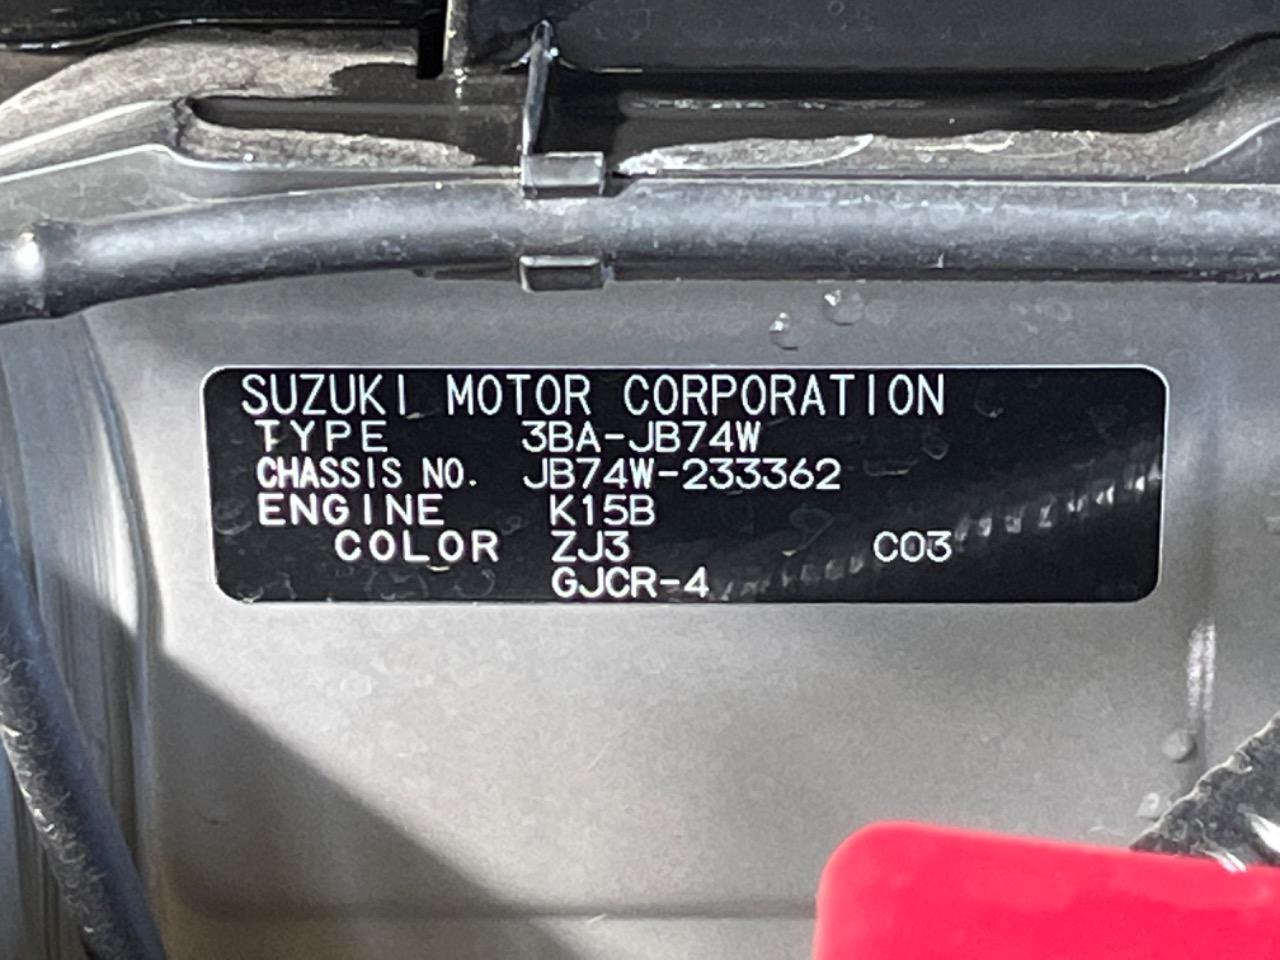 SUZUKI MOTOR CORPORATION
TYPE 3BA-JB74W
CHASSIS NO. JB74W-233362
ENGINE K15B
COLOR ZJ3 C03
GJCR-4